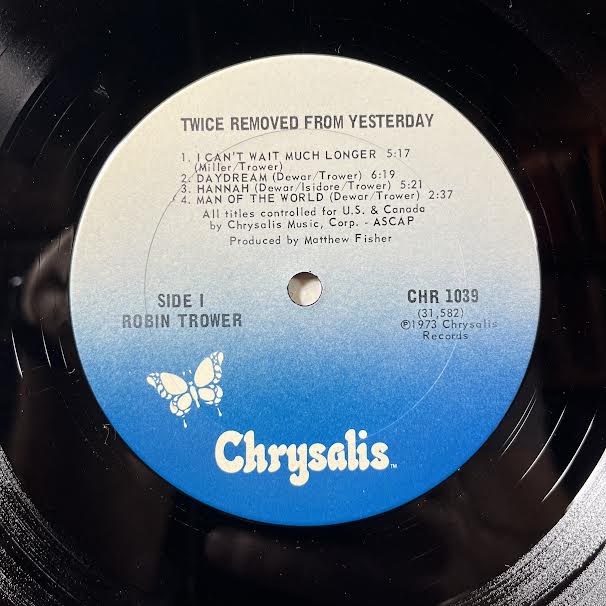 TWICE REMOVED FROM YESTERDAY
1. I CAN'T WAIT MUCH LONGER 5:17
(Miller/Trower)
2. DAYDREAM (Dewar/Trower) 6:19
3. HANNAH (Dewar/Isidore/Trower) 5:21
4. MAN OF THE WORLD (Dewar/Trower) 2:37
All titles controlled for U.S. & Canada
by Chrysalis Music, Corp. - ASCAP
Produced by Matthew Fisher
SIDE I
ROBIN TROWER
CHR 1039
(31,582)
℗1973 Chrysalis
Records
Chrysalis™